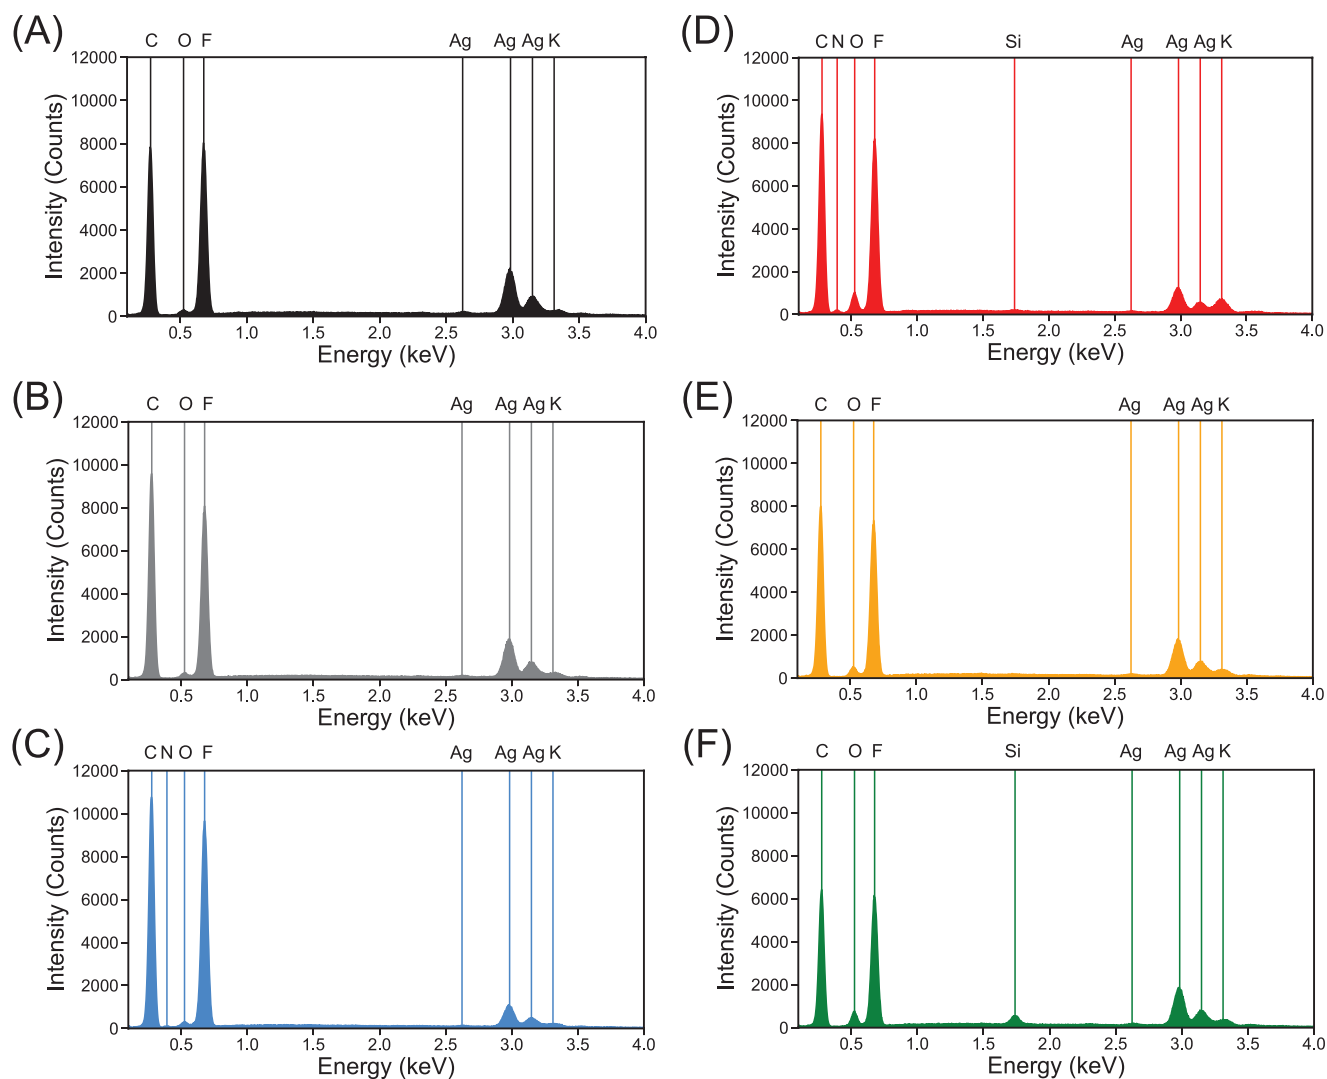 (A)
C O F Ag Ag Ag K
12000
10000
8000
6000
4000
2000
0
Intensity (Counts)
0.5 1.0 1.5 2.0 2.5 3.0 3.5 4.0
Energy (keV)
(B)
C O F Ag Ag Ag K
12000
10000
8000
6000
4000
2000
0
Intensity (Counts)
0.5 1.0 1.5 2.0 2.5 3.0 3.5 4.0
Energy (keV)
(C)
C N O F Ag Ag Ag K
12000
10000
8000
6000
4000
2000
0
Intensity (Counts)
0.5 1.0 1.5 2.0 2.5 3.0 3.5 4.0
Energy (keV)
(D)
C N O F Si Ag Ag Ag K
12000
10000
8000
6000
4000
2000
0
Intensity (Counts)
0.5 1.0 1.5 2.0 2.5 3.0 3.5 4.0
Energy (keV)
(E)
C O F Ag Ag Ag K
12000
10000
8000
6000
4000
2000
0
Intensity (Counts)
0.5 1.0 1.5 2.0 2.5 3.0 3.5 4.0
Energy (keV)
(F)
C O F Si Ag Ag Ag K
12000
10000
8000
6000
4000
2000
0
Intensity (Counts)
0.5 1.0 1.5 2.0 2.5 3.0 3.5 4.0
Energy (keV)